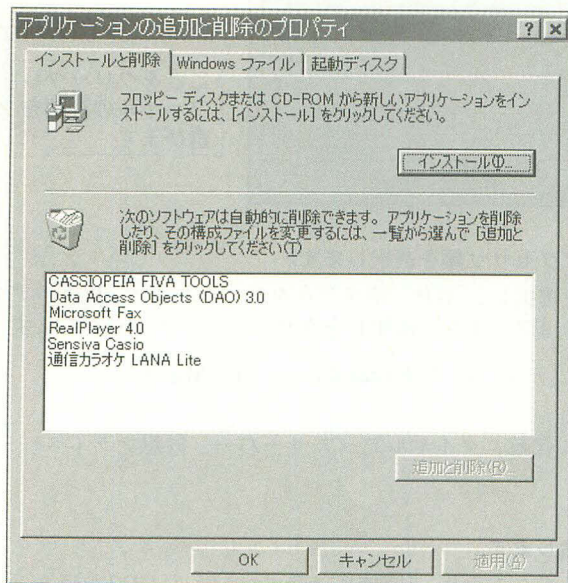 アプリケーションの追加と削除のプロパティ
インストールと削除 Windows ファイル 起動ディスク
フロッピー ディスクまたは CD-ROM から新しいアプリケーションをイン
ストールするには、[インストール] をクリックしてください。
インストール(I)...
次のソフトウェアは自動的に削除できます。アプリケーションを削除
したり、その構成ファイルを変更するには、一覧から選んで [追加と
削除] をクリックしてください(T)
CASSIOPEIA FIVA TOOLS
Data Access Objects (DAO) 3.0
Microsoft Fax
RealPlayer 4.0
Sensiva Casio
通信カラオケ LANA Lite
追加と削除(R)...
OK キャンセル 適用(A)